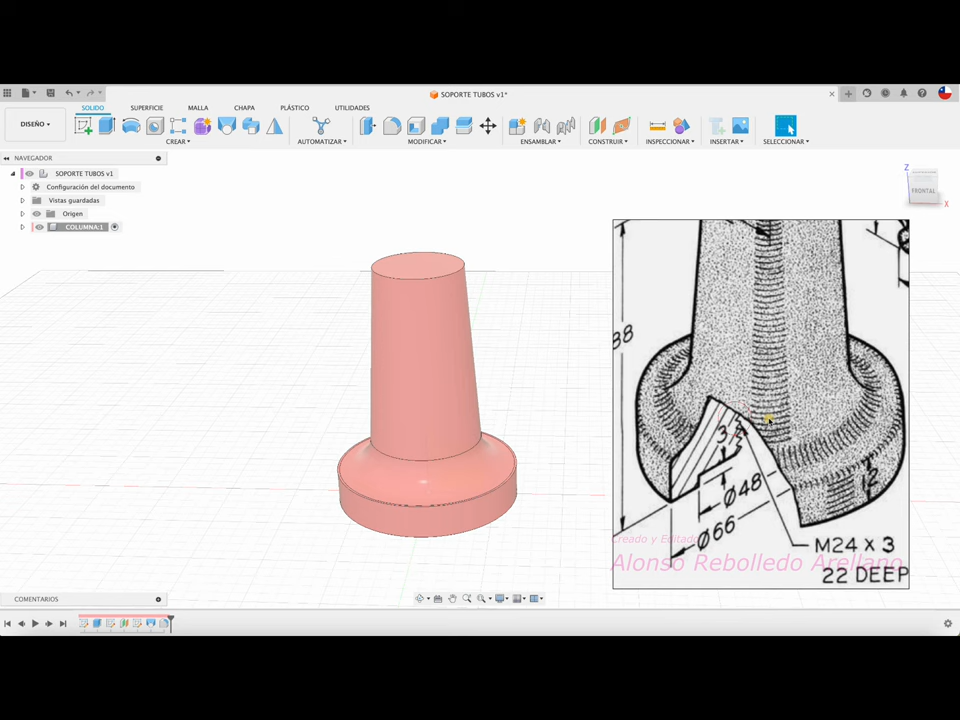 SOPORTE TUBOS v1*
SOLIDO SUPERFICIE MALLA CHAPA PLÁSTICO UTILIDADES
DISEÑO
CREAR AUTOMATIZAR MODIFICAR ENSAMBLAR CONSTRUIR INSPECCIONAR INSERTAR SELECCIONAR
NAVEGADOR
SOPORTE TUBOS v1
Configuración del documento
Vistas guardadas
Origen
COLUMNA:1
Z
FRONTAL
X
88
3
12
Ø48
Ø66
M24 x 3
22 DEEP
Creado y Editado
Alonso Rebolledo Arellano
COMENTARIOS